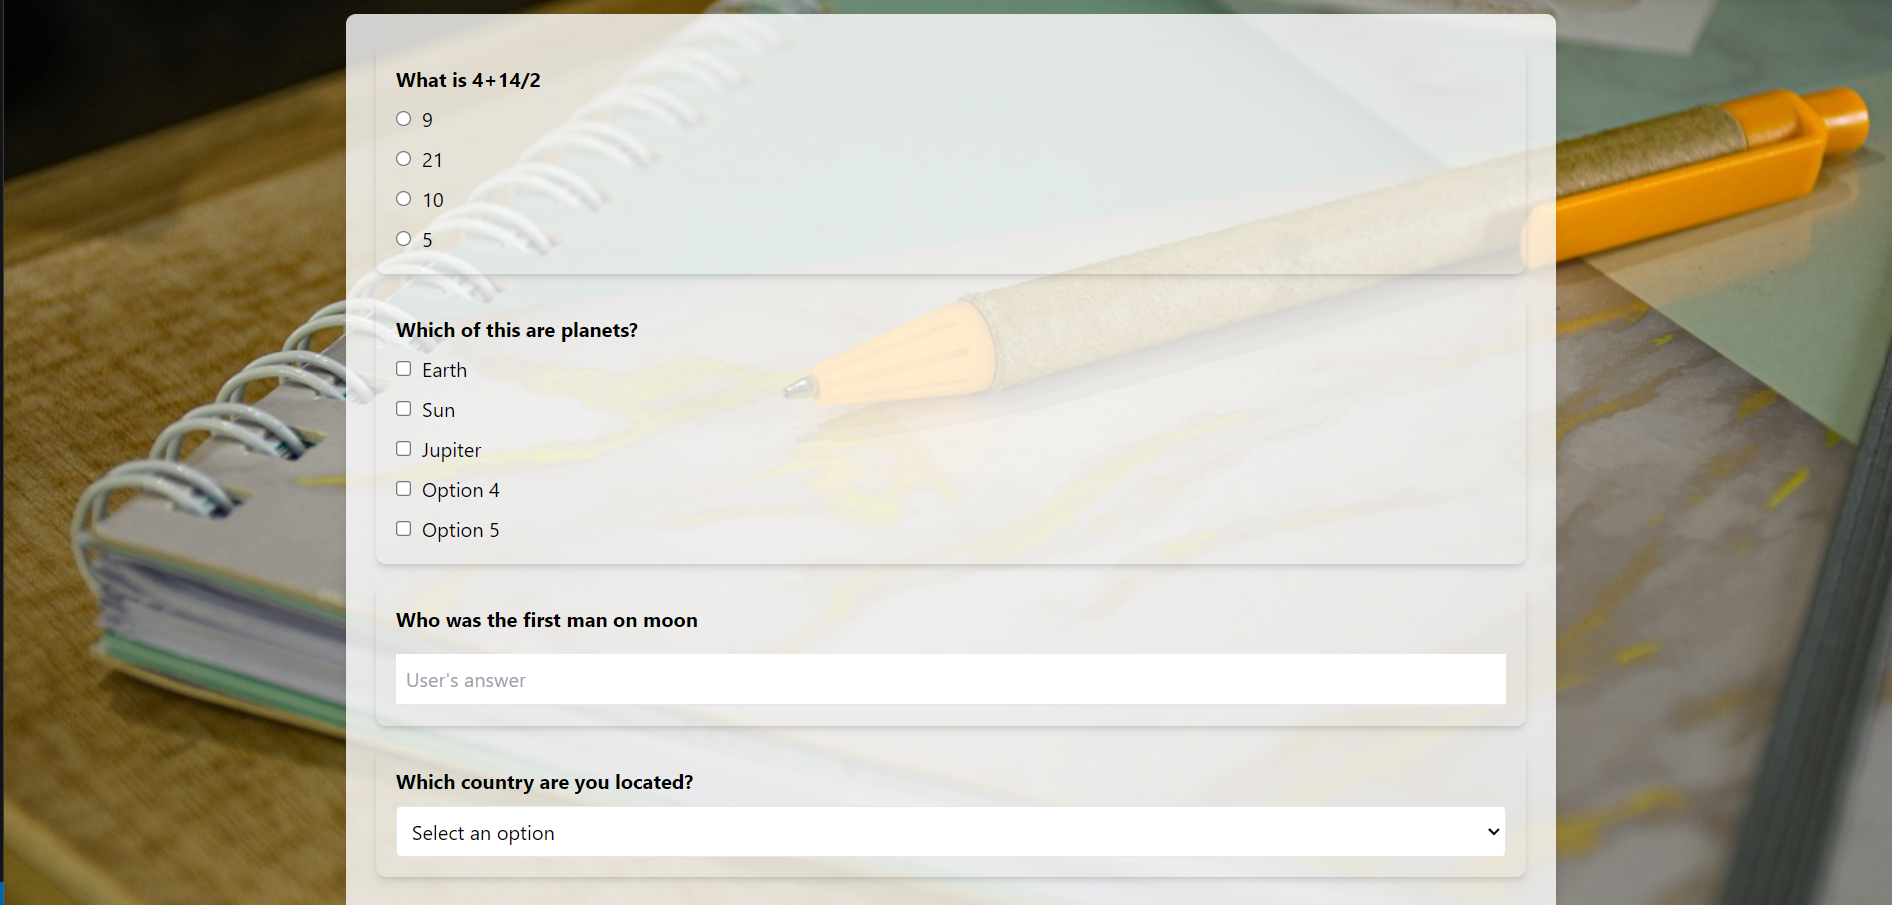 What is 4+14/2
9
21
10
5
Which of this are planets?
Earth
Sun
Jupiter
Option 4
Option 5
Who was the first man on moon
User's answer
Which country are you located?
Select an option